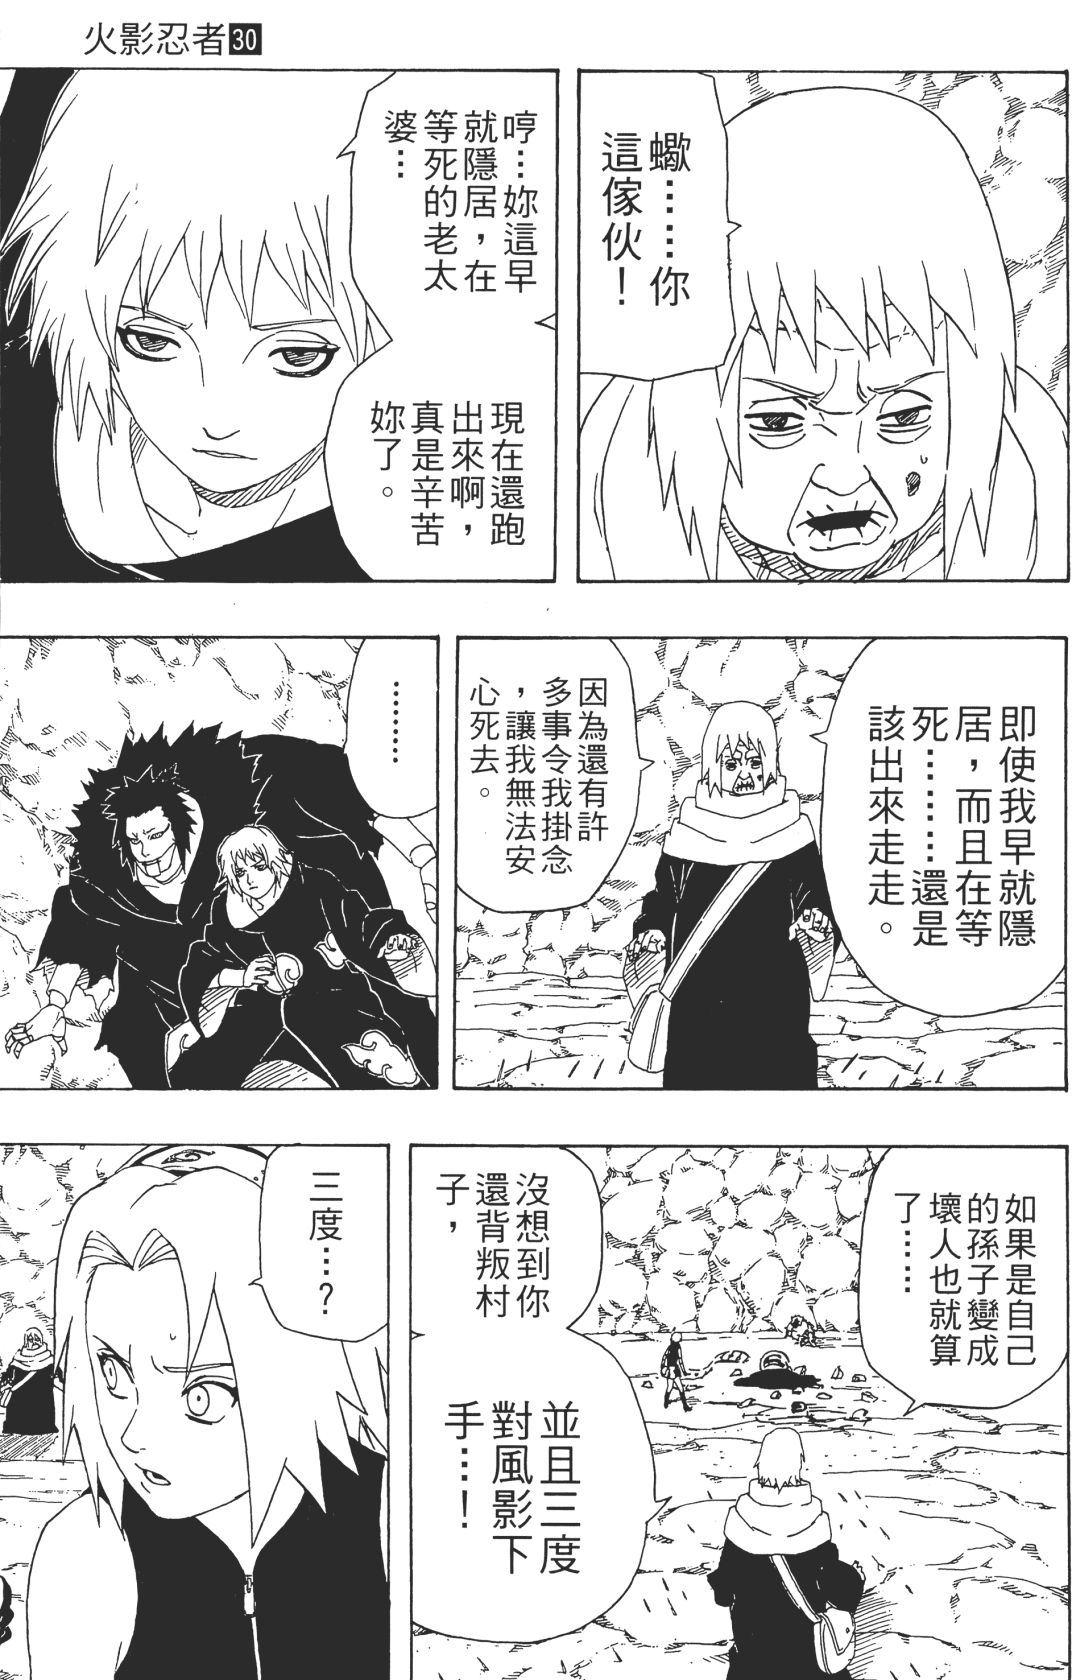 火影忍者30
蠍……你
這傢伙！
哼…妳這早
就隱居，在
等死的老太
婆…
現在還跑
出來啊，
真是辛苦
妳了。
即使我早就隱
居，而且在等
死………還是
該出來走走。
因為還有許
多事令我掛念
，讓我無法安
心死去。
………
如果是自己
的孫子變成
壞人也就算
了……
沒想到你
還背叛村
子，
並且三度
對風影下
手…！
三度…？